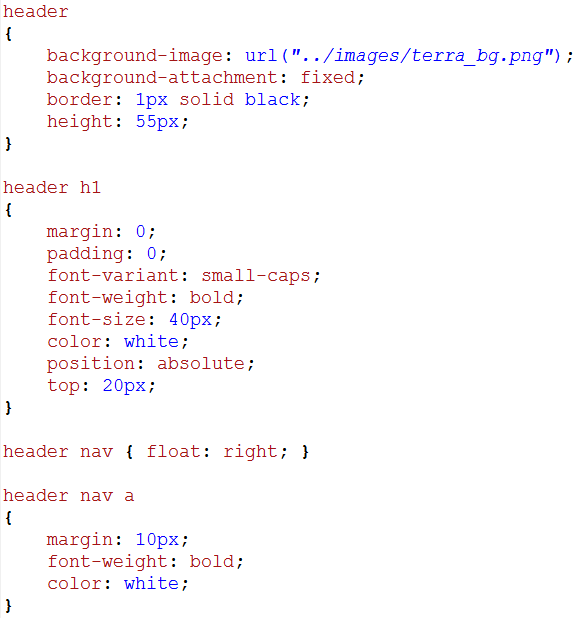 header
{
    background-image: url("../images/terra_bg.png");
    background-attachment: fixed;
    border: 1px solid black;
    height: 55px;
}
header h1
{
    margin: 0;
    padding: 0;
    font-variant: small-caps;
    font-weight: bold;
    font-size: 40px;
    color: white;
    position: absolute;
    top: 20px;
}
header nav { float: right; }
header nav a
{
    margin: 10px;
    font-weight: bold;
    color: white;
}